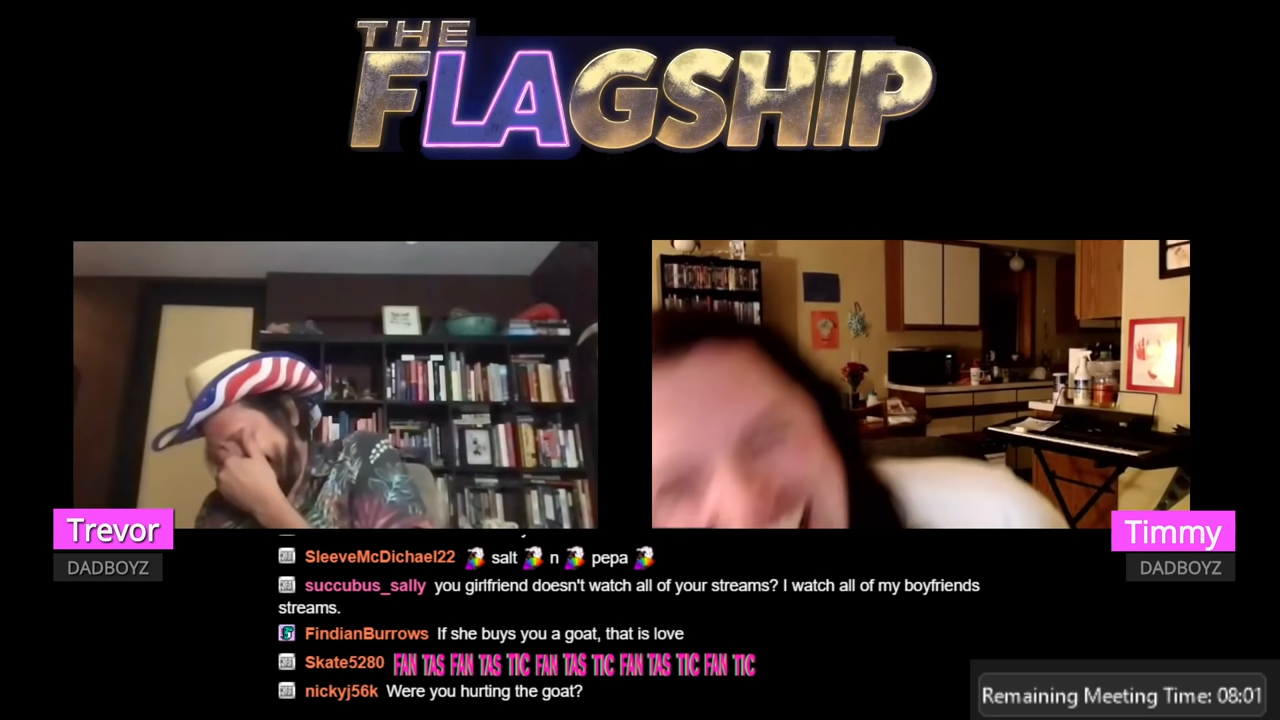 THE
FLAGSHIP
Trevor
DADBOYZ
Timmy
DADBOYZ
SleeveMcDichael22 salt n pepa
succubus_sally you girlfriend doesn't watch all of your streams? I watch all of my boyfriends
streams.
FindianBurrows If she buys you a goat, that is love
Skate5280 FAN TAS FAN TAS TIC FAN TAS TIC FAN TAS TIC FAN TIC
nickyj56k Were you hurting the goat?
Remaining Meeting Time: 08:01